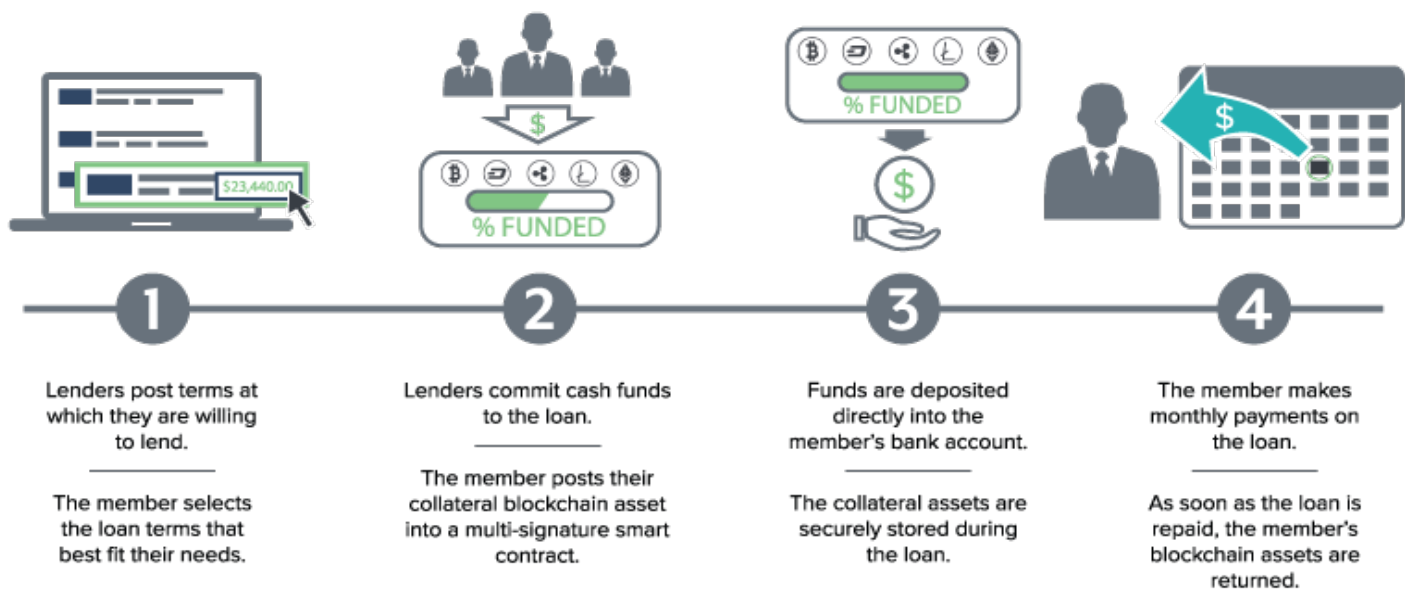 $23,440.00
$
% FUNDED
% FUNDED
$
$
1
2
3
4
Lenders post terms at
which they are willing
to lend.
The member selects
the loan terms that
best fit their needs.
Lenders commit cash funds
to the loan.
The member posts their
collateral blockchain asset
into a multi-signature smart
contract.
Funds are deposited
directly into the
member's bank account.
The collateral assets are
securely stored during
the loan.
The member makes
monthly payments on
the loan.
As soon as the loan is
repaid, the member's
blockchain assets are
returned.